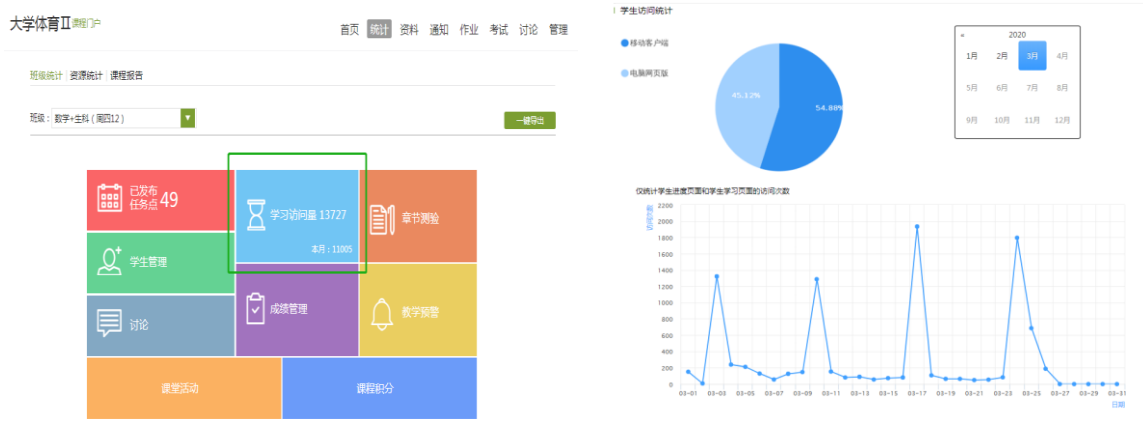 大学体育Ⅱ课程门户
首页 统计 资料 通知 作业 考试 讨论 管理
班级统计 资源统计 课程报告
班级： 数学+生科（周四12） 一键导出
已发布
任务点 49
学习访问量 13727
本月：11005
章节测验
学生管理
成绩管理
教学预警
讨论
课堂活动
课程积分
学生访问统计
移动客户端
电脑网页版
45.12%
54.88%
« 2020
1月 2月 3月 4月
5月 6月 7月 8月
9月 10月 11月 12月
仅统计学生进度页面和学生学习页面的访问次数
2200
2000
1800
1600
1400
1200
1000
800
600
400
200
0
03-01 03-03 03-05 03-07 03-09 03-11 03-13 03-15 03-17 03-19 03-21 03-23 03-25 03-27 03-29 03-31
日期